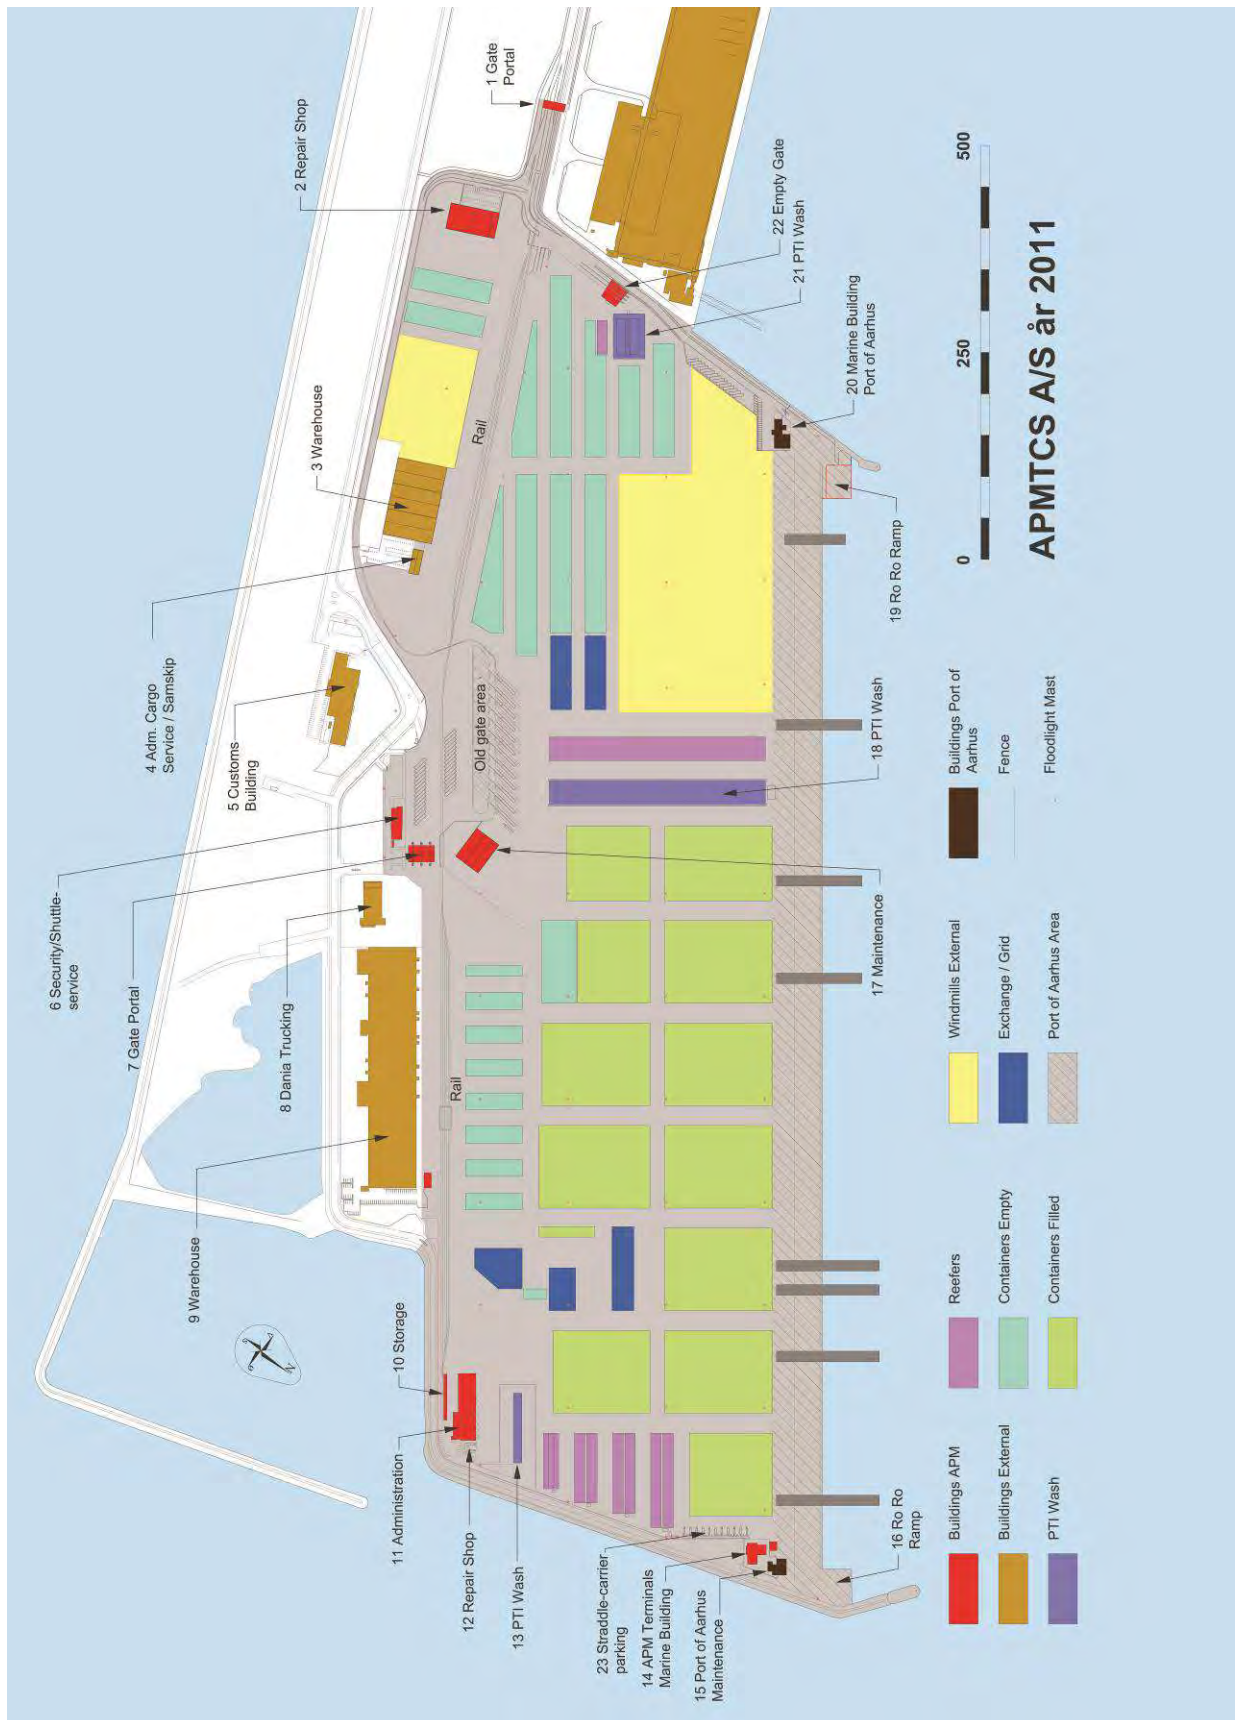 1 Gate
Portal
2 Repair Shop
3 Warehouse
4 Adm. Cargo
Service / Samskip
5 Customs
Building
6 Security/Shuttle-
service
7 Gate Portal
8 Dania Trucking
9 Warehouse
10 Storage
11 Administration
12 Repair Shop
13 PTI Wash
23 Straddle-carrier
parking
14 APM Terminals
Marine Building
15 Port of Aarhus
Maintenance
16 Ro Ro
Ramp
17 Maintenance
18 PTI Wash
19 Ro Ro Ramp
20 Marine Building
Port of Aarhus
21 PTI Wash
22 Empty Gate
Rail
Rail
Old gate area
N
Buildings APM
Buildings External
PTI Wash
Reefers
Containers Empty
Containers Filled
Windmills External
Exchange / Grid
Port of Aarhus Area
Buildings Port of
Aarhus
Fence
Floodlight Mast
0
250
500
APMTCS A/S år 2011